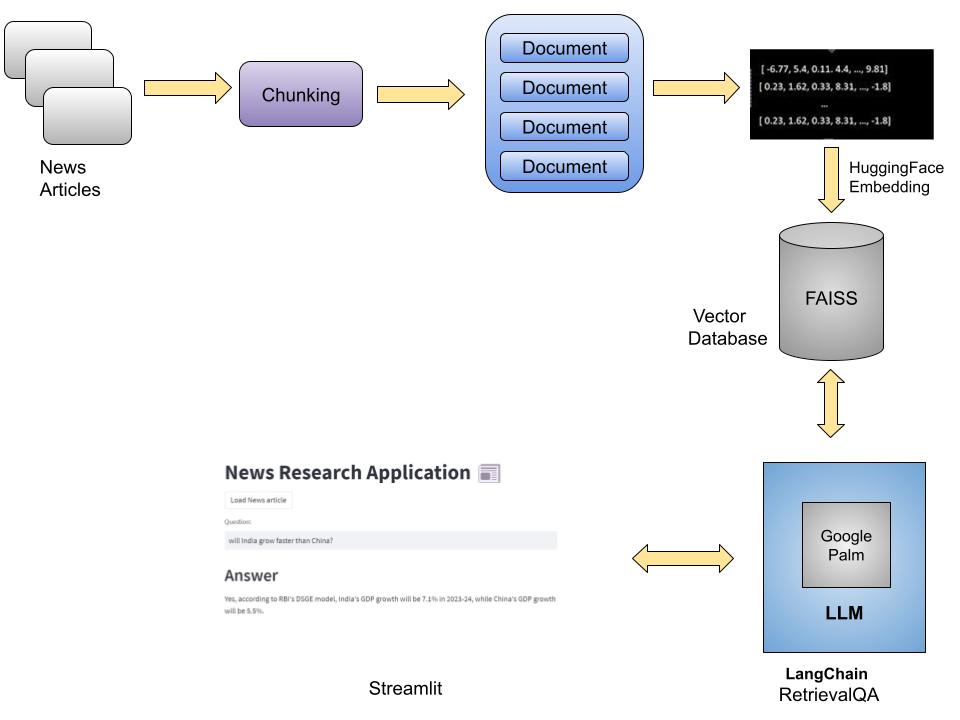 News
Articles
Chunking
Document
Document
Document
Document
[ -6.77, 5.4, 0.11. 4.4, ..., 9.81]
[ 0.23, 1.62, 0.33, 8.31, ..., -1.8]
...
[ 0.23, 1.62, 0.33, 8.31, ..., -1.8]
HuggingFace
Embedding
FAISS
Vector
Database
Google
Palm
LLM
LangChain
RetrievalQA
News Research Application
Load News article
Question:
will India grow faster than China?
Answer
Yes, according to RBI's DSGE model, India's GDP growth will be 7.1% in 2023-24, while China's GDP growth
will be 5.5%.
Streamlit